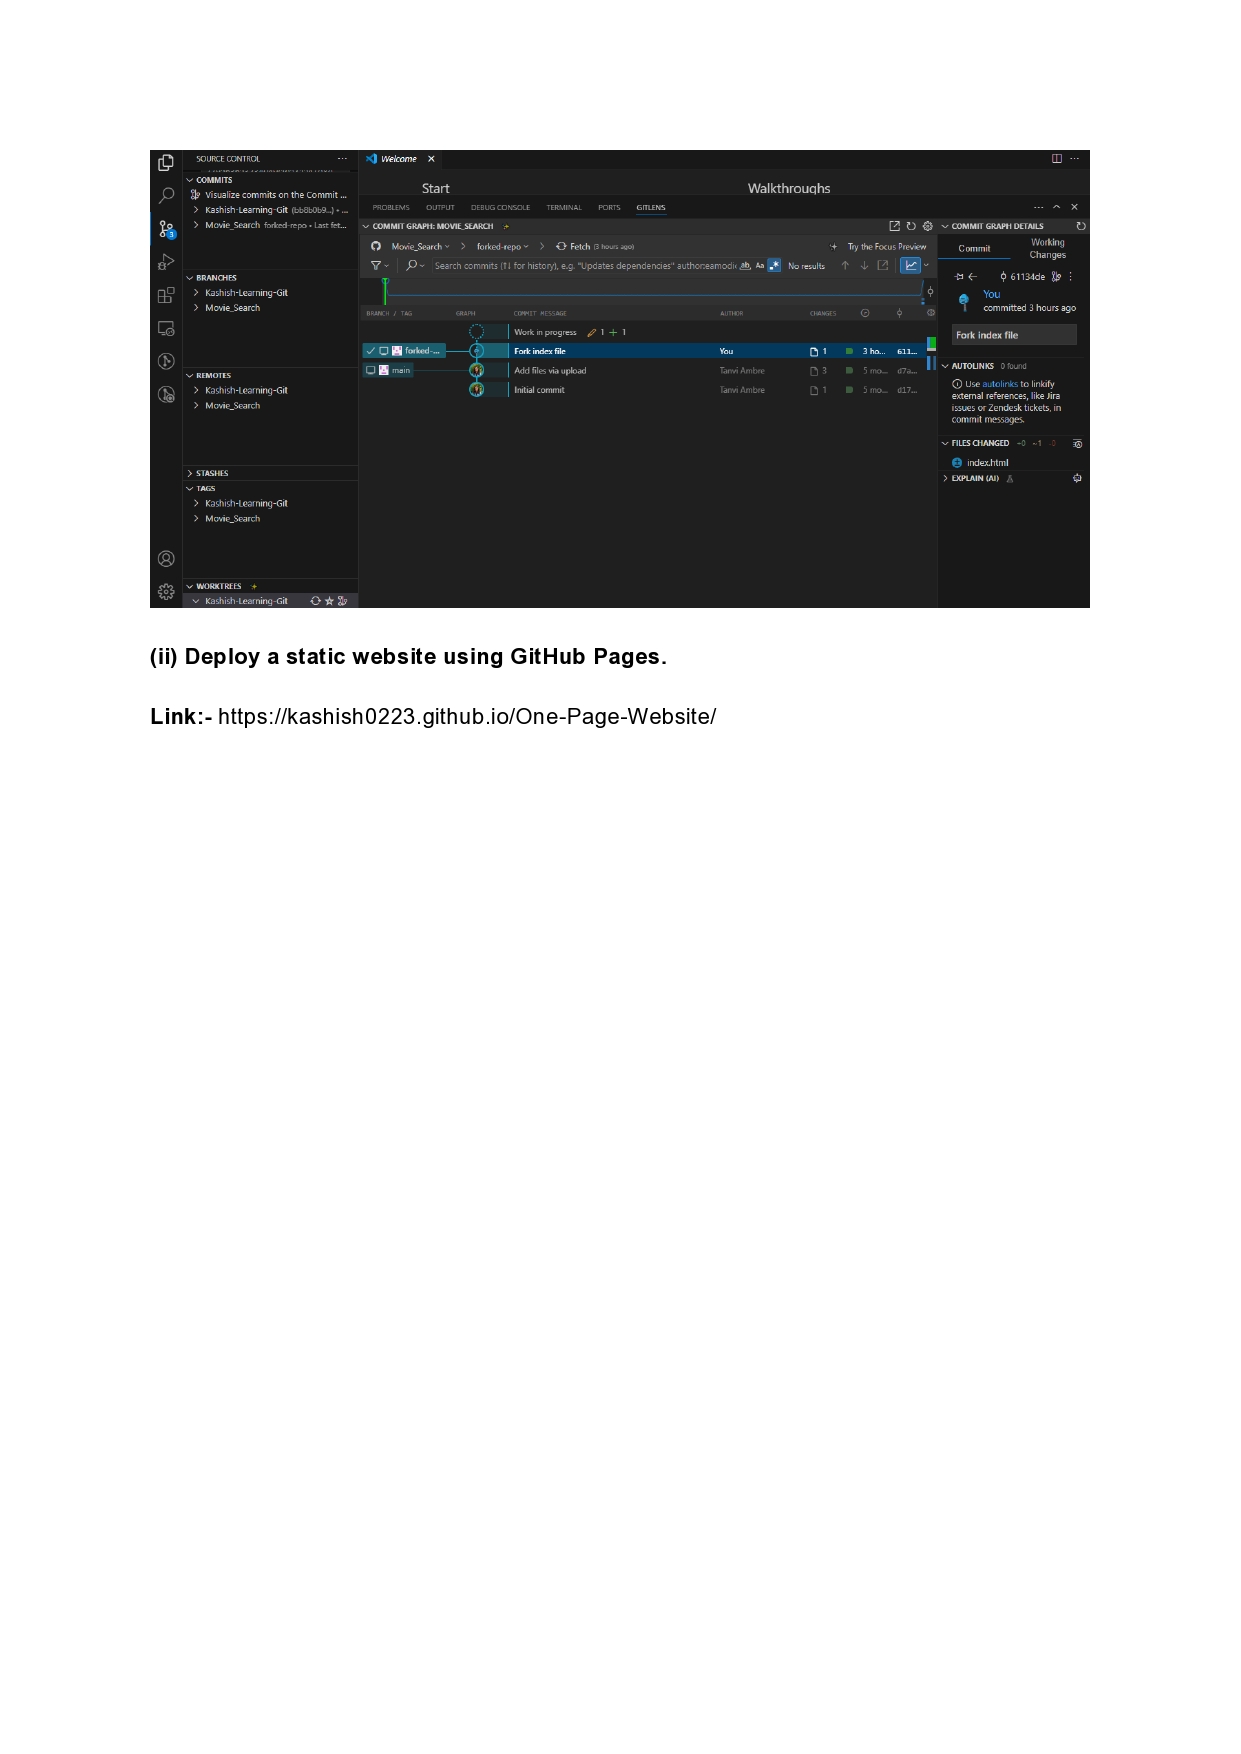 SOURCE CONTROL
COMMITS
Visualize commits on the Commit ...
Kashish-Learning-Git (bb8b0b9...) • ...
Movie_Search forked-repo • Last fet...
BRANCHES
Kashish-Learning-Git
Movie_Search
REMOTES
Kashish-Learning-Git
Movie_Search
STASHES
TAGS
Kashish-Learning-Git
Movie_Search
WORKTREES
Kashish-Learning-Git
3
Welcome
Start Walkthroughs
PROBLEMS OUTPUT DEBUG CONSOLE TERMINAL PORTS GITLENS
COMMIT GRAPH: MOVIE_SEARCH
Movie_Search forked-repo Fetch (3 hours ago) Try the Focus Preview
Search commits (↑↓ for history), e.g. "Updates dependencies" author:eamodio ab, Aa No results
BRANCH / TAG GRAPH COMMIT MESSAGE AUTHOR CHANGES
Work in progress 1 + 1
forked-... Fork index file You 1 3 ho... 611...
main Add files via upload Tanvi Ambre 3 5 mo... d7a...
Initial commit Tanvi Ambre 1 5 mo... d17...
COMMIT GRAPH DETAILS
Commit Working Changes
61134de
You
committed 3 hours ago
Fork index file
AUTOLINKS 0 found
Use autolinks to linkify
external references, like Jira
issues or Zendesk tickets, in
commit messages.
FILES CHANGED +0 ~1 -0
index.html
EXPLAIN (AI)
(ii) Deploy a static website using GitHub Pages.
Link:- https://kashish0223.github.io/One-Page-Website/